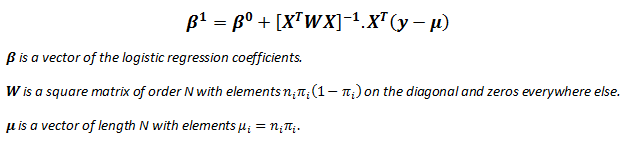 β¹ = β⁰ + [XᵀWX]⁻¹.Xᵀ(y − μ)
β is a vector of the logistic regression coefficients.
W is a square matrix of order N with elements nᵢπᵢ(1 − πᵢ) on the diagonal and zeros everywhere else.
μ is a vector of length N with elements μᵢ = nᵢπᵢ.